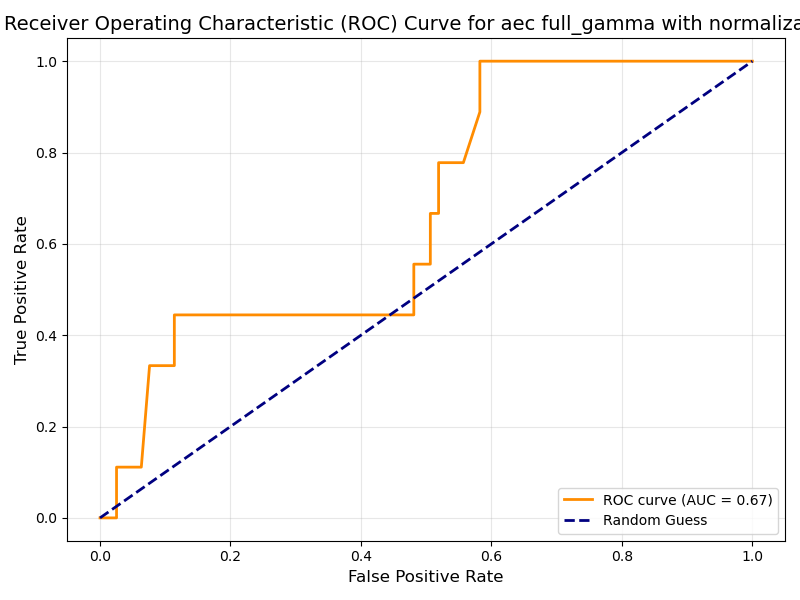 Receiver Operating Characteristic (ROC) Curve for aec full_gamma with normaliza
1.0
0.8
0.6
0.4
0.2
0.0
True Positive Rate
0.0 0.2 0.4 0.6 0.8 1.0
False Positive Rate
ROC curve (AUC = 0.67)
Random Guess